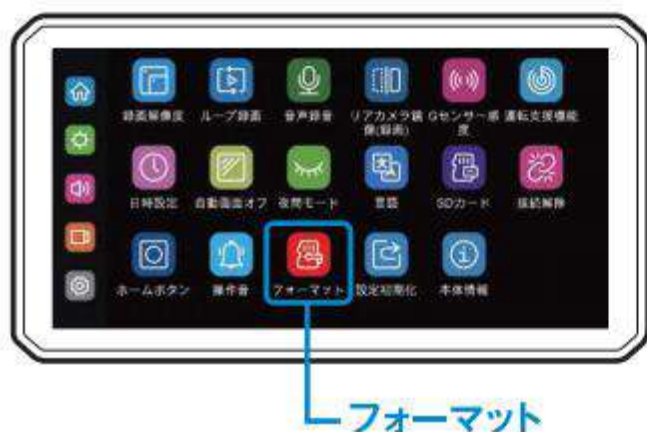 録画解像度 ループ録画 音声録音 リアカメラ鏡 Gセンサー感 運転支援機能
像(録画) 度
日時設定 自動画面オフ 夜間モード 言語 SDカード 接続解除
ホームボタン 操作音 フォーマット 設定初期化 本体情報
フォーマット